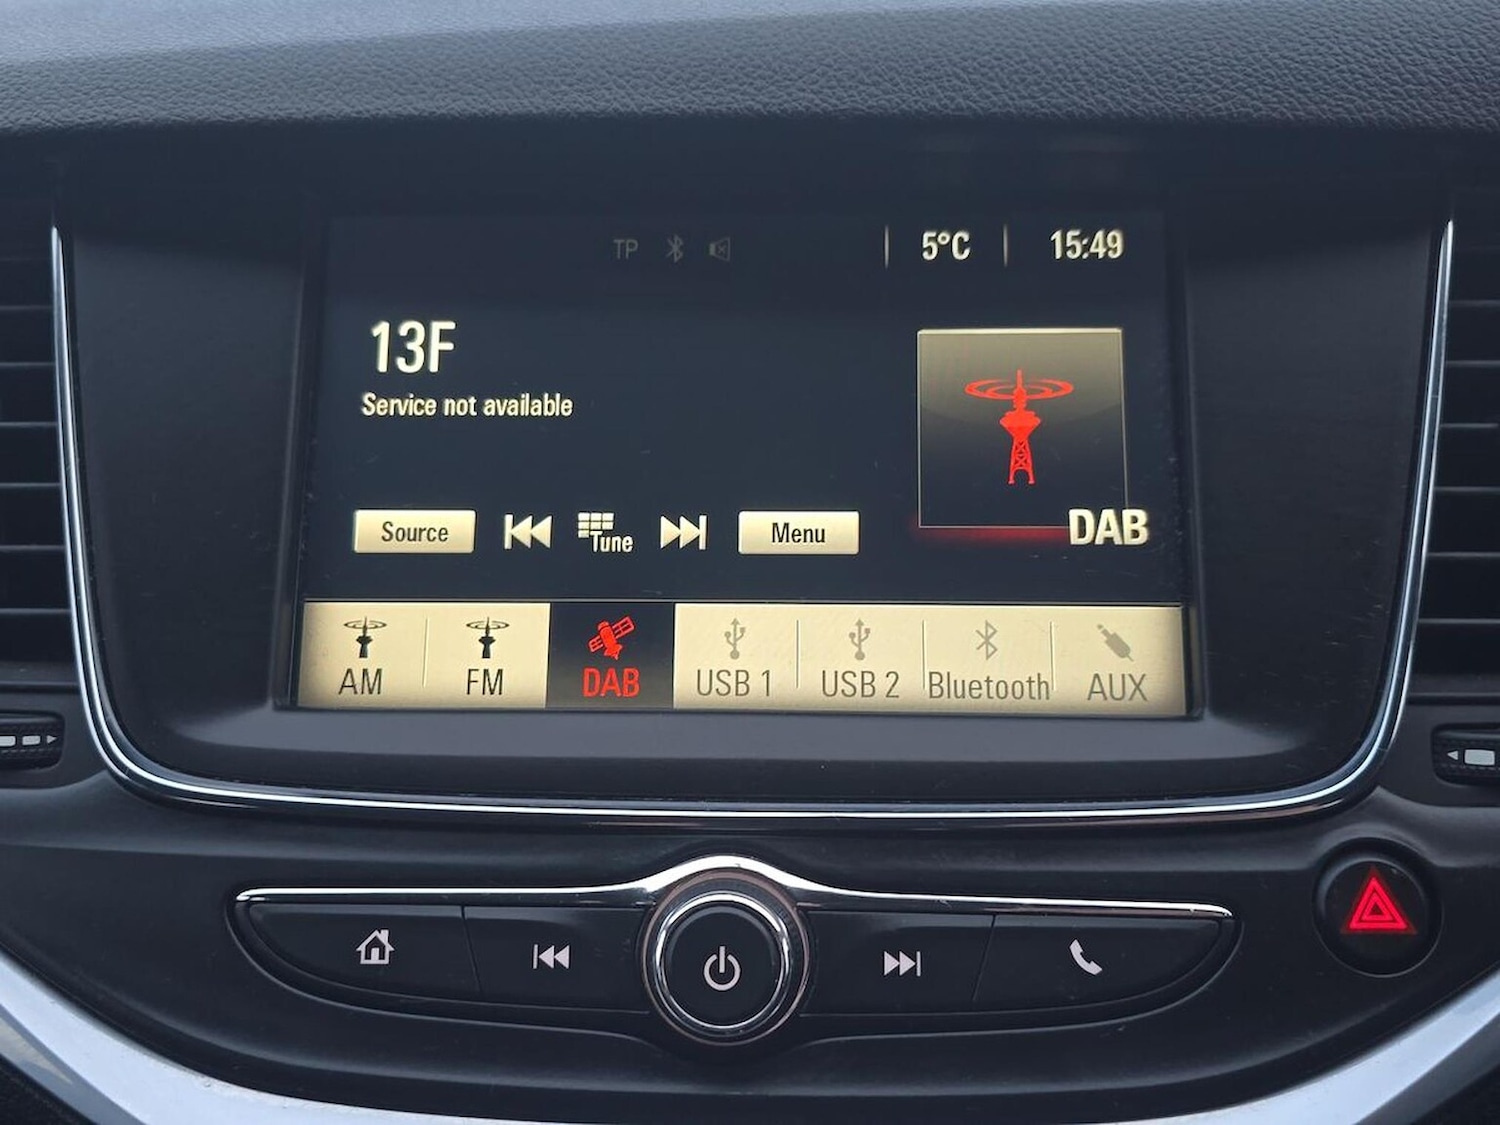 TP 5°C 15:49
13F
Service not available
Source Tune Menu
DAB
AM FM DAB USB 1 USB 2 Bluetooth AUX